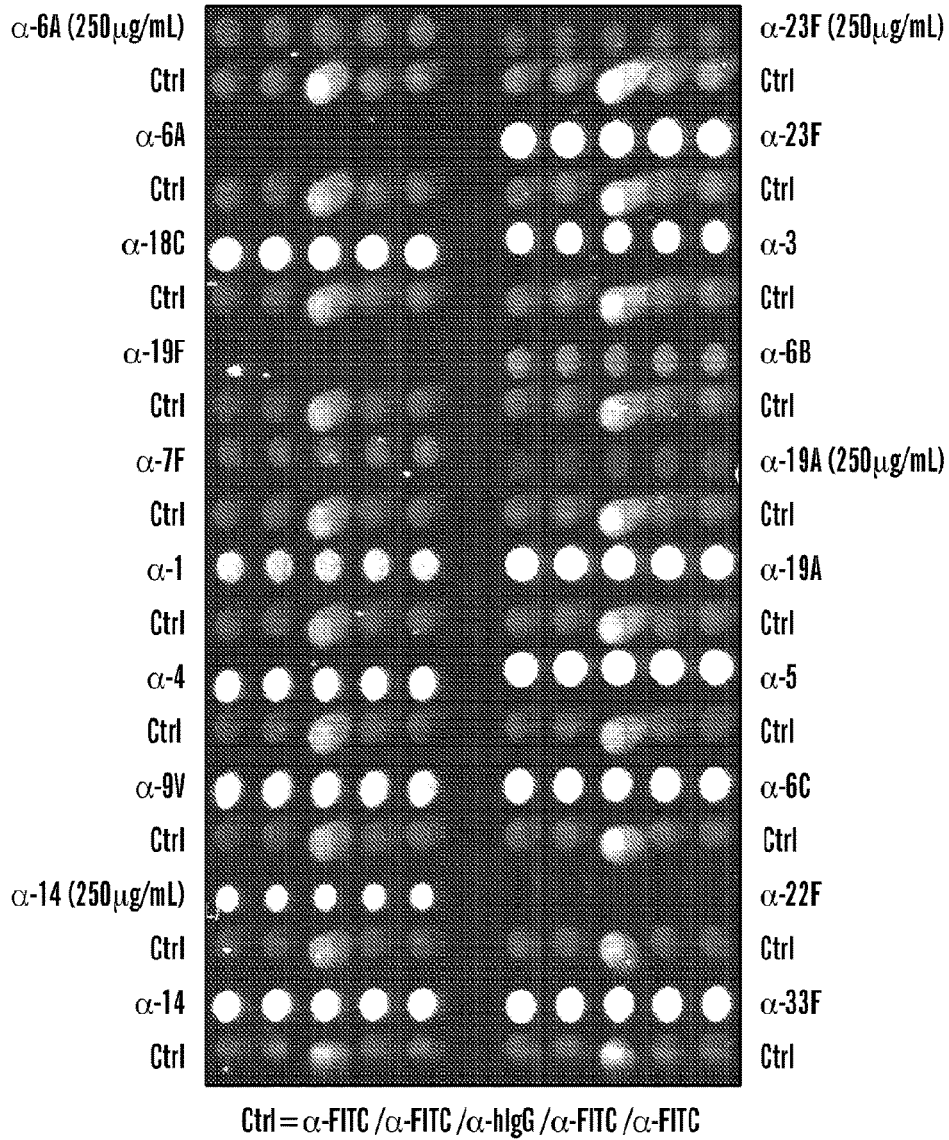 α-6A (250μg/mL) α-23F (250μg/mL)
Ctrl Ctrl
α-6A α-23F
Ctrl Ctrl
α-18C α-3
Ctrl Ctrl
α-19F α-6B
Ctrl Ctrl
α-7F α-19A (250μg/mL)
Ctrl Ctrl
α-1 α-19A
Ctrl Ctrl
α-4 α-5
Ctrl Ctrl
α-9V α-6C
Ctrl Ctrl
α-14 (250μg/mL) α-22F
Ctrl Ctrl
α-14 α-33F
Ctrl Ctrl
Ctrl = α-FITC /α-FITC /α-hIgG /α-FITC /α-FITC